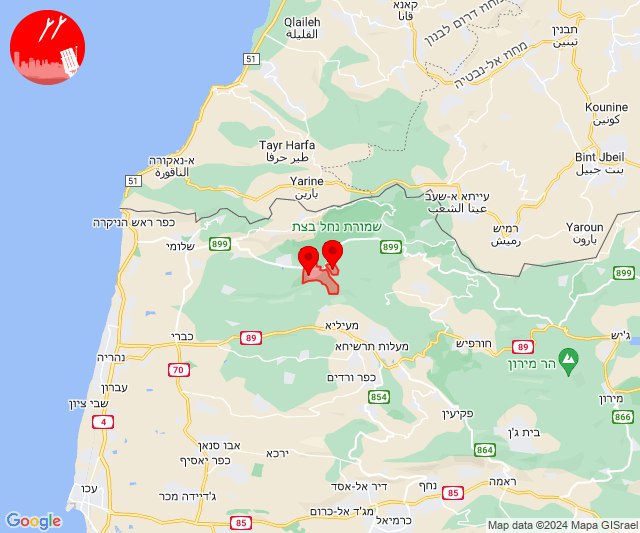 מחוז דרום לבנון
קאנא
قانا
Qlaileh
القليلة
תבנין
تبنين
51
מחוז אל-נבטיה
Kounine
كونين
Tayr Harfa
طير حرفا
Bint Jbeil
بنت جبيل
א-נאקורה
الناقورة
Yarine
يارين
51
עייתא א-שעב
عيتا الشعب
כפר ראש הניקרה
שמורת נחל בצת
רמיש
رميش
Yaroun
يارون
שלומי
899
899
899
מעיליא
כברי
89
מעלות תרשיחא
חורפיש
89
ג'יש
נהריה
הר מירון
70
כפר ורדים
עברון
854
מירון
שבי ציון
4
פקיעין
866
בית ג'ן
אבו סנאן
כפר יאסיף
ירכא
864
עכו
ג'דיידה מכר
דיר אל-אסד
נחף
ראמה
85
85
85
מג'ד אל-כרום
כרמיאל
Google
Map data ©2024 Mapa GISrael